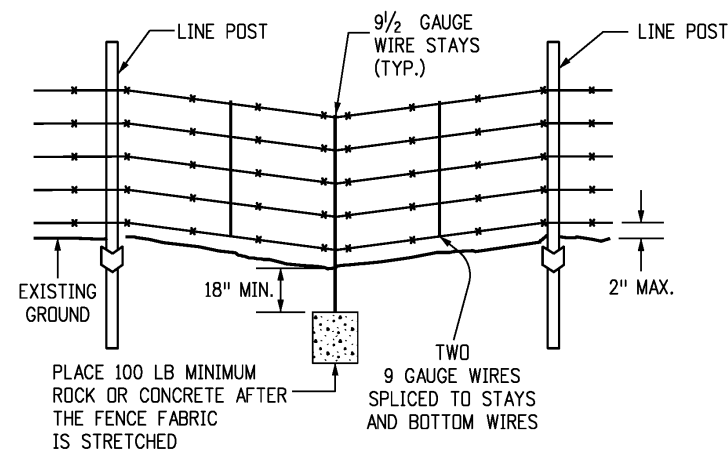 LINE POST
9½ GAUGE
WIRE STAYS
(TYP.)
LINE POST
EXISTING
GROUND
18" MIN.
2" MAX.
PLACE 100 LB MINIMUM
ROCK OR CONCRETE AFTER
THE FENCE FABRIC
IS STRETCHED
TWO
9 GAUGE WIRES
SPLICED TO STAYS
AND BOTTOM WIRES